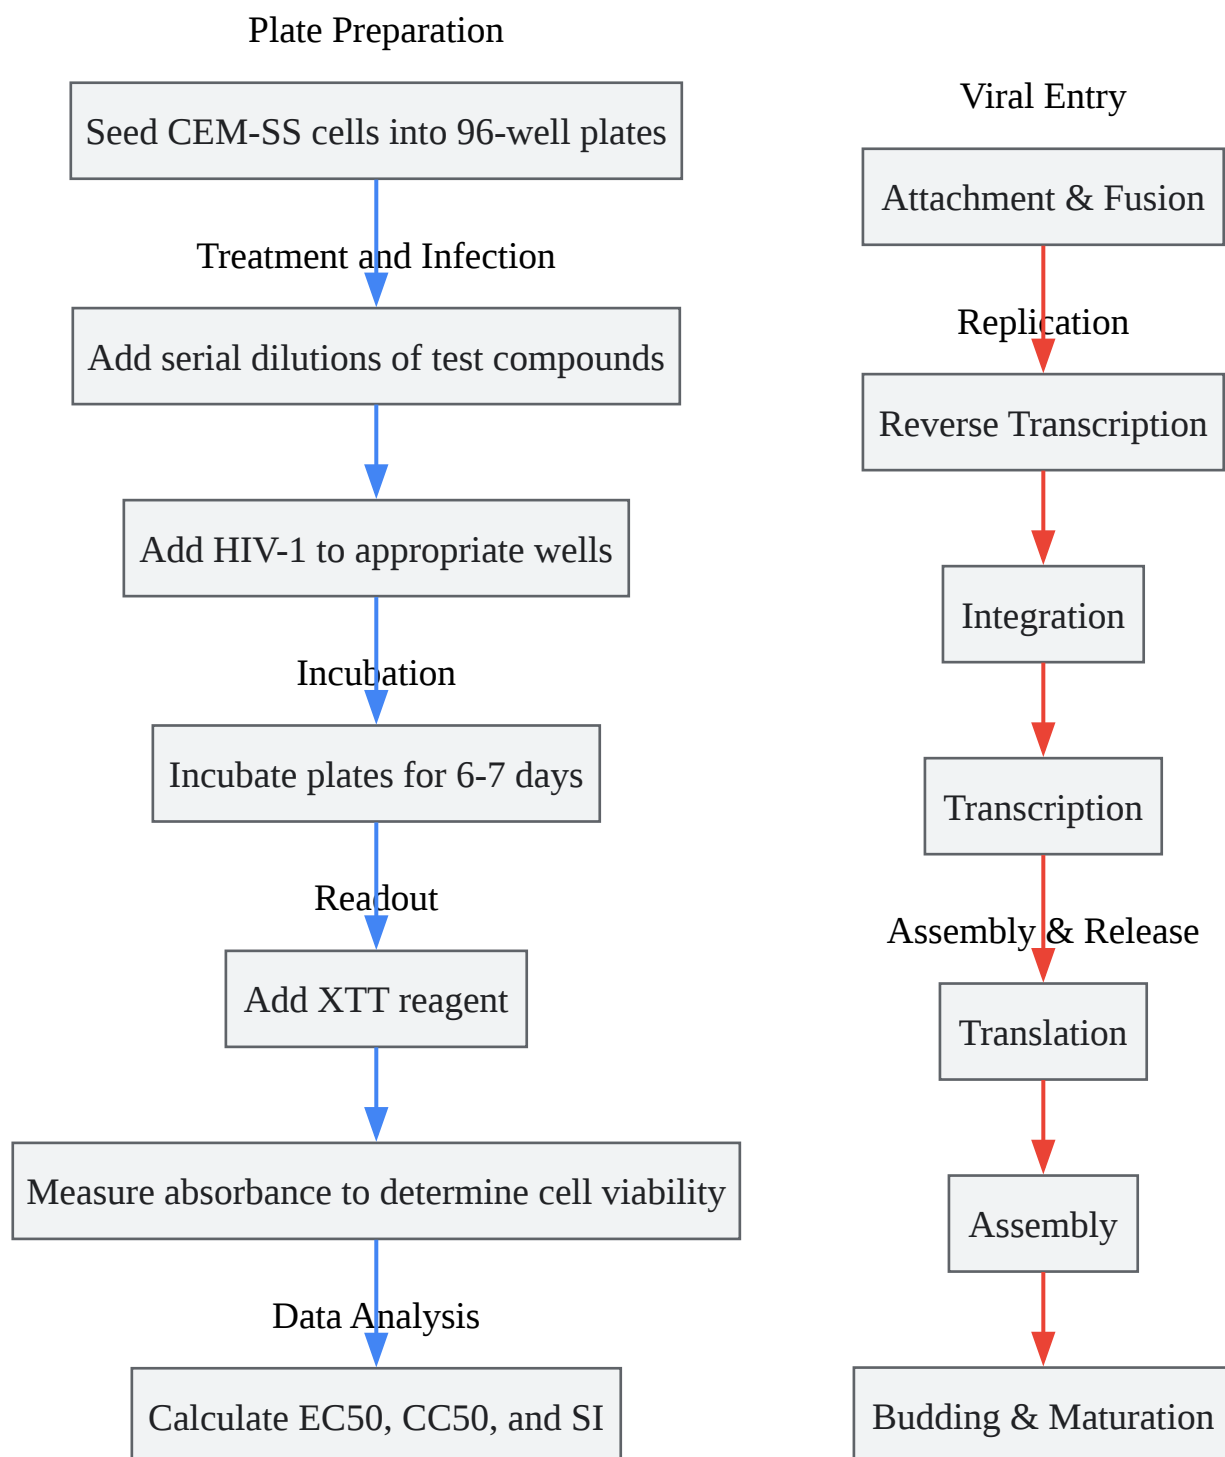 Plate Preparation
Seed CEM-SS cells into 96-well plates
Treatment and Infection
Add serial dilutions of test compounds
Add HIV-1 to appropriate wells
Incubation
Incubate plates for 6-7 days
Readout
Add XTT reagent
Measure absorbance to determine cell viability
Data Analysis
Calculate EC50, CC50, and SI
Viral Entry
Attachment & Fusion
Replication
Reverse Transcription
Integration
Transcription
Assembly & Release
Translation
Assembly
Budding & Maturation